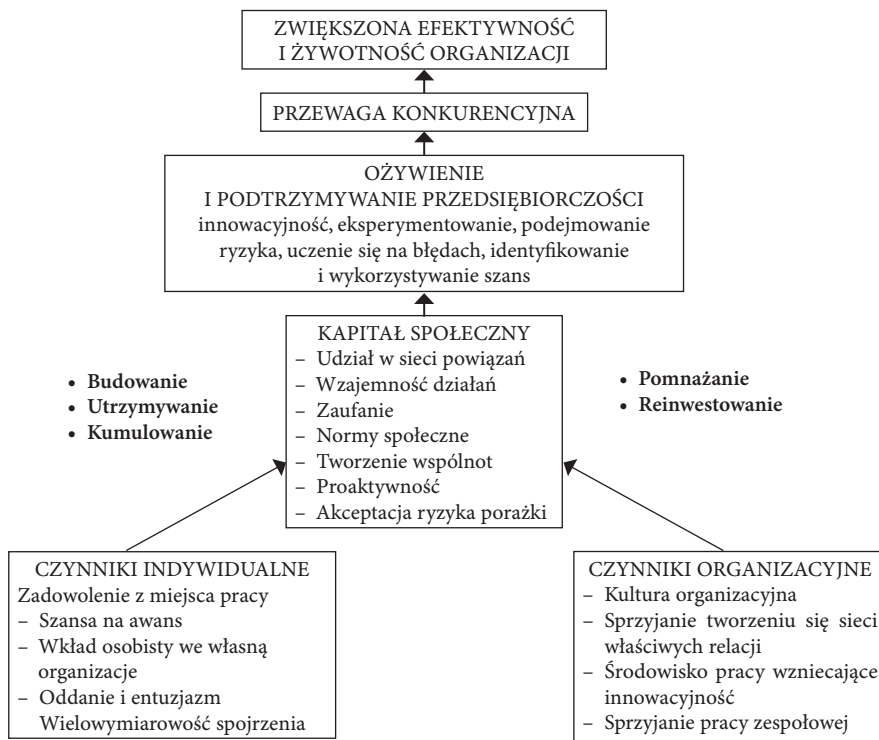 ZWIĘKSZONA EFEKTYWNOŚĆ
I ŻYWOTNOŚĆ ORGANIZACJI
PRZEWAGA KONKURENCYJNA
OŻYWIENIE
I PODTRZYMYWANIE PRZEDSIĘBIORCZOŚCI
innowacyjność, eksperymentowanie, podejmowanie
ryzyka, uczenie się na błędach, identyfikowanie
i wykorzystywanie szans
KAPITAŁ SPOŁECZNY
– Udział w sieci powiązań
– Wzajemność działań
– Zaufanie
– Normy społeczne
– Tworzenie wspólnot
– Proaktywność
– Akceptacja ryzyka porażki
• Budowanie
• Utrzymywanie
• Kumulowanie
• Pomnażanie
• Reinwestowanie
CZYNNIKI INDYWIDUALNE
Zadowolenie z miejsca pracy
– Szansa na awans
– Wkład osobisty we własną
organizacje
– Oddanie i entuzjazm
Wielowymiarowość spojrzenia
CZYNNIKI ORGANIZACYJNE
– Kultura organizacyjna
– Sprzyjanie tworzeniu się sieci
właściwych relacji
– Środowisko pracy wzniecające
innowacyjność
– Sprzyjanie pracy zespołowej